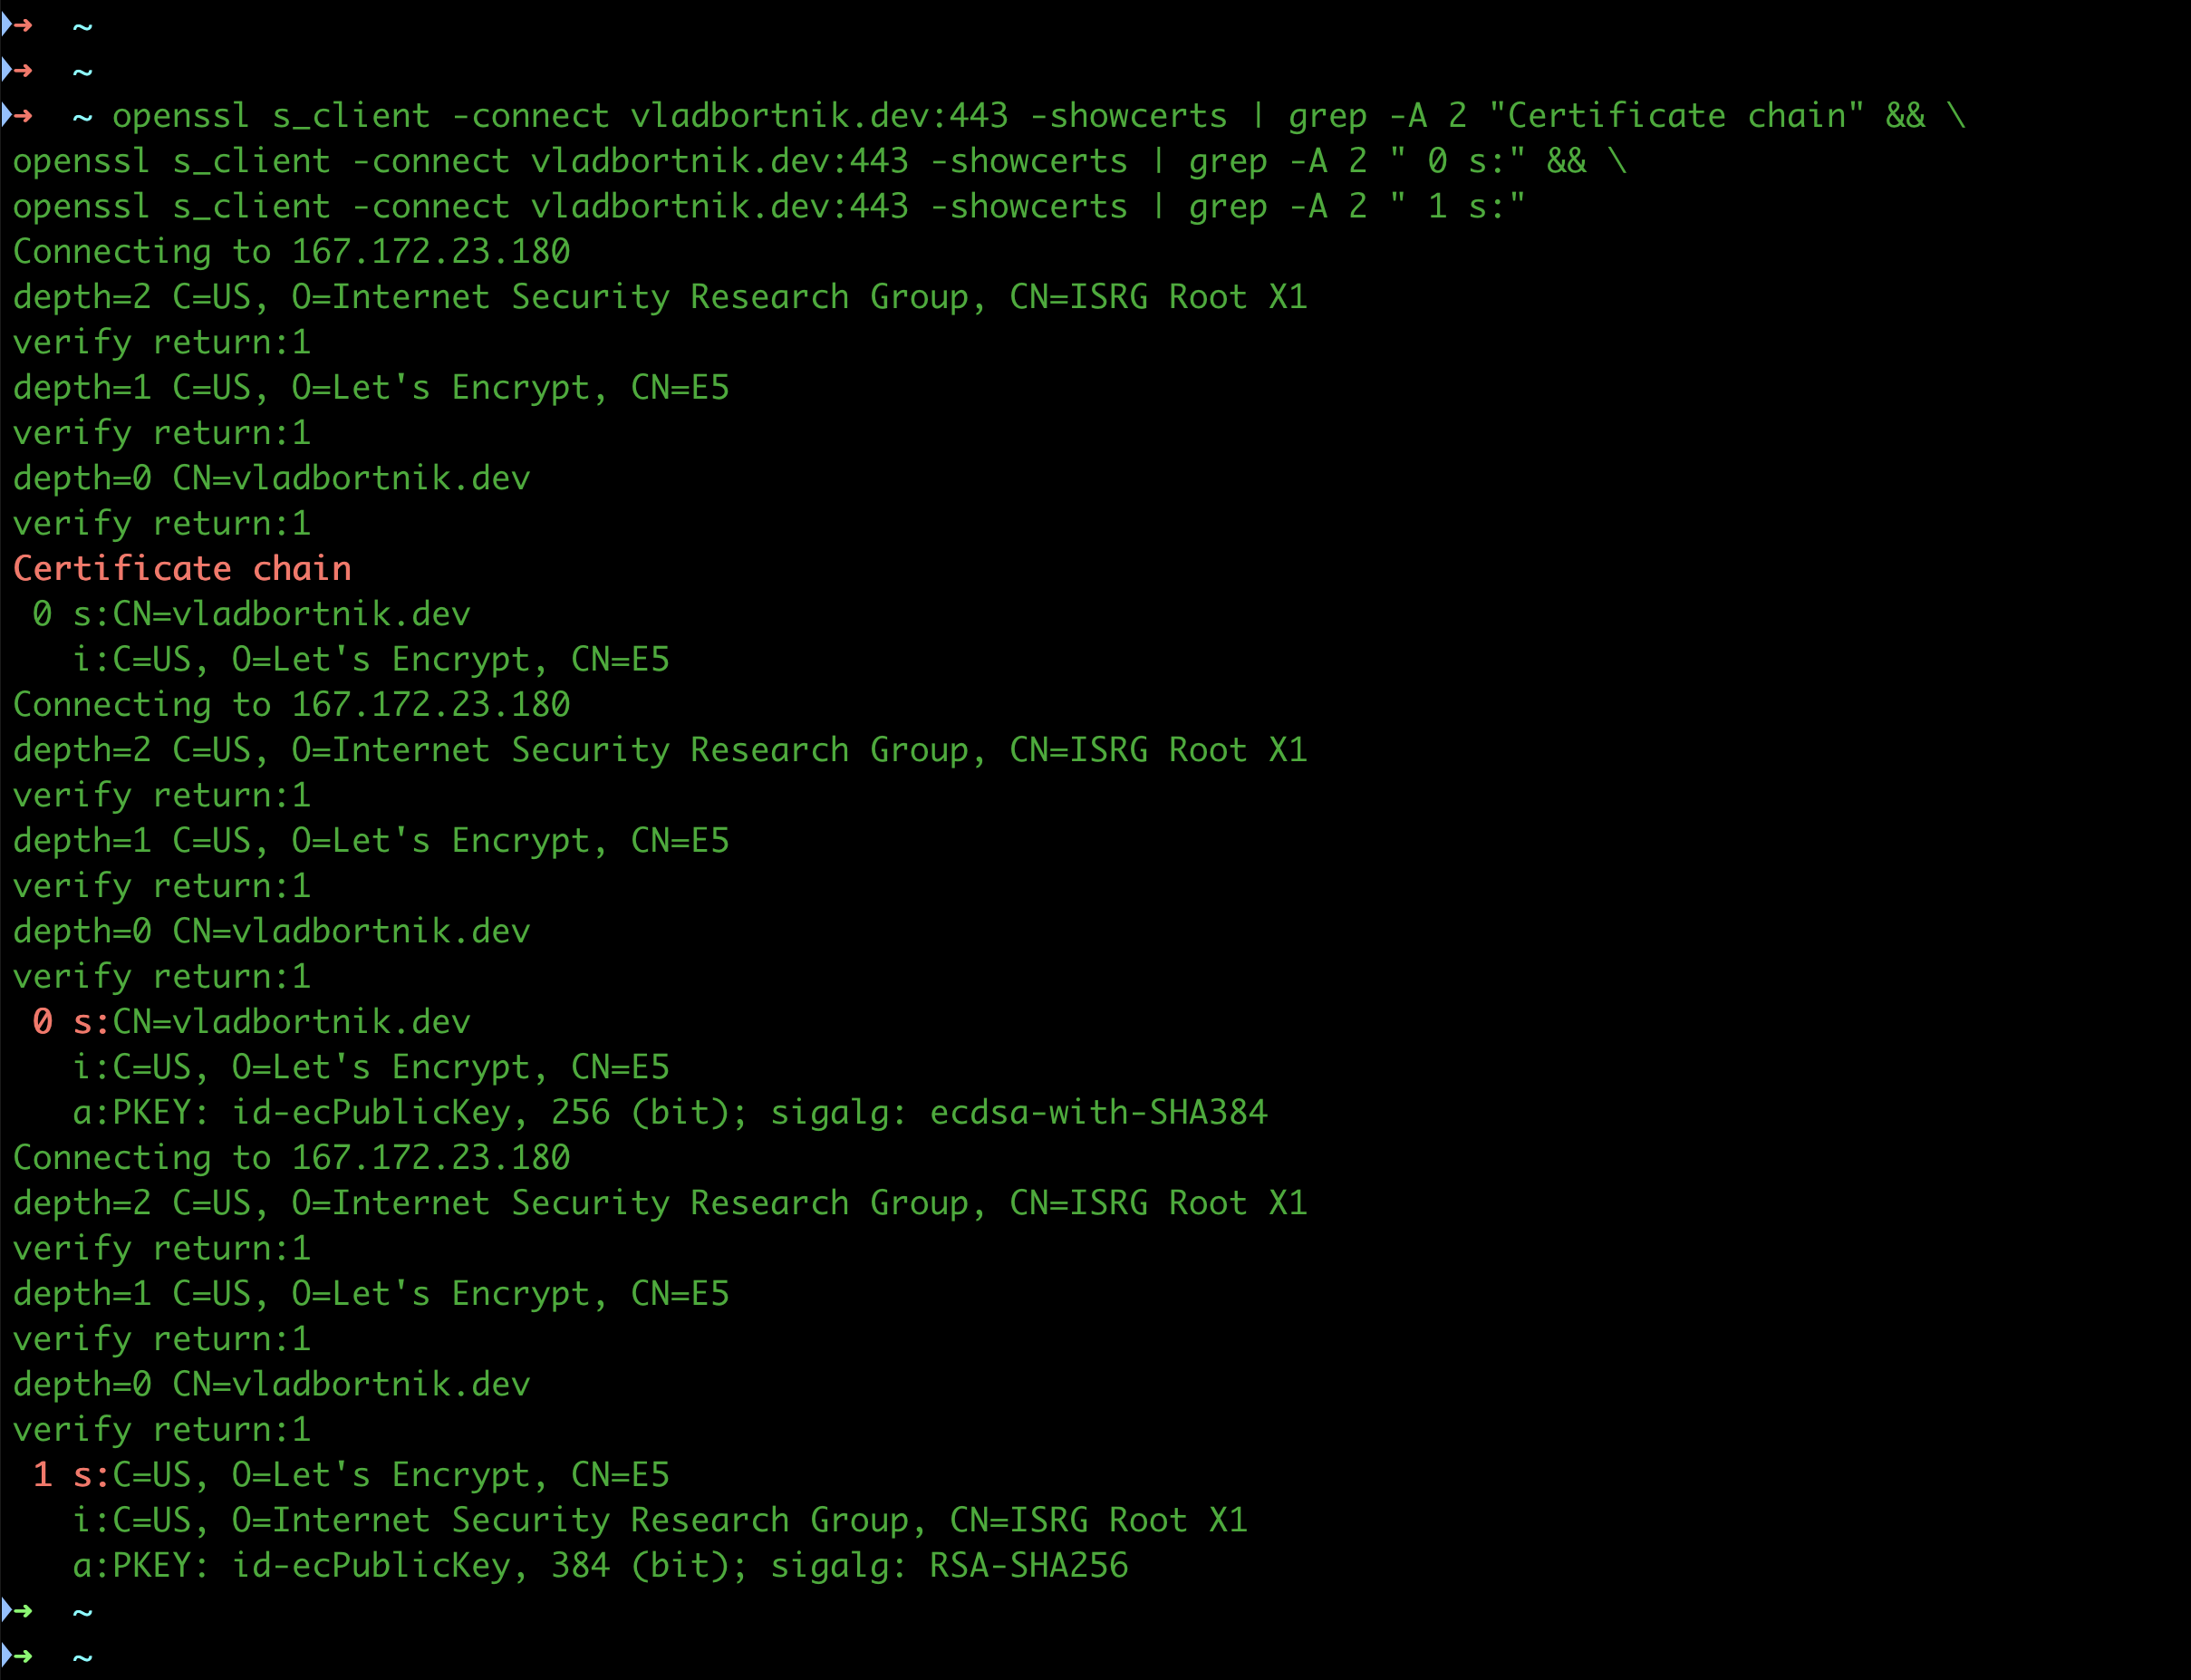 ➜  ~
➜  ~
➜  ~ openssl s_client -connect vladbortnik.dev:443 -showcerts | grep -A 2 "Certificate chain" && \
openssl s_client -connect vladbortnik.dev:443 -showcerts | grep -A 2 " 0 s:" && \
openssl s_client -connect vladbortnik.dev:443 -showcerts | grep -A 2 " 1 s:"
Connecting to 167.172.23.180
depth=2 C=US, O=Internet Security Research Group, CN=ISRG Root X1
verify return:1
depth=1 C=US, O=Let's Encrypt, CN=E5
verify return:1
depth=0 CN=vladbortnik.dev
verify return:1
Certificate chain
 0 s:CN=vladbortnik.dev
   i:C=US, O=Let's Encrypt, CN=E5
Connecting to 167.172.23.180
depth=2 C=US, O=Internet Security Research Group, CN=ISRG Root X1
verify return:1
depth=1 C=US, O=Let's Encrypt, CN=E5
verify return:1
depth=0 CN=vladbortnik.dev
verify return:1
 0 s:CN=vladbortnik.dev
   i:C=US, O=Let's Encrypt, CN=E5
   a:PKEY: id-ecPublicKey, 256 (bit); sigalg: ecdsa-with-SHA384
Connecting to 167.172.23.180
depth=2 C=US, O=Internet Security Research Group, CN=ISRG Root X1
verify return:1
depth=1 C=US, O=Let's Encrypt, CN=E5
verify return:1
depth=0 CN=vladbortnik.dev
verify return:1
 1 s:C=US, O=Let's Encrypt, CN=E5
   i:C=US, O=Internet Security Research Group, CN=ISRG Root X1
   a:PKEY: id-ecPublicKey, 384 (bit); sigalg: RSA-SHA256
➜  ~
➜  ~